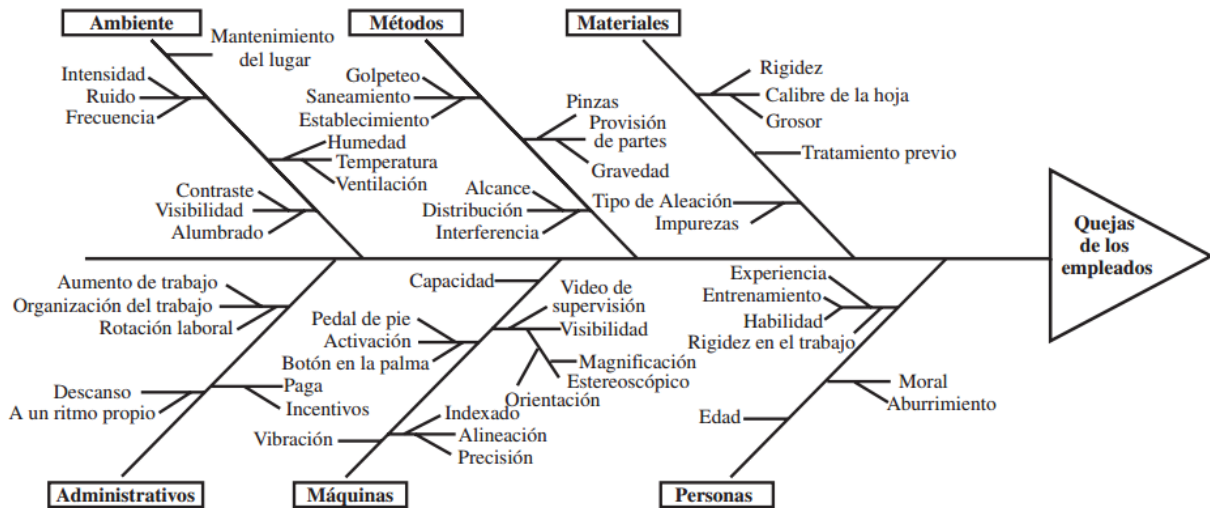 Ambiente
Métodos
Materiales
Mantenimiento
del lugar
Intensidad
Ruido
Frecuencia
Humedad
Temperatura
Ventilación
Contraste
Visibilidad
Alumbrado
Golpeteo
Saneamiento
Establecimiento
Pinzas
Provisión
de partes
Gravedad
Alcance
Distribución
Interferencia
Rigidez
Calibre de la hoja
Grosor
Tratamiento previo
Tipo de Aleación
Impurezas
Quejas
de los
empleados
Aumento de trabajo
Organización del trabajo
Rotación laboral
Paga
Incentivos
Descanso
A un ritmo propio
Capacidad
Video de
supervisión
Visibilidad
Magnificación
Estereoscópico
Orientación
Pedal de pie
Activación
Botón en la palma
Indexado
Alineación
Precisión
Vibración
Experiencia
Entrenamiento
Habilidad
Rigidez en el trabajo
Moral
Aburrimiento
Edad
Administrativos
Máquinas
Personas